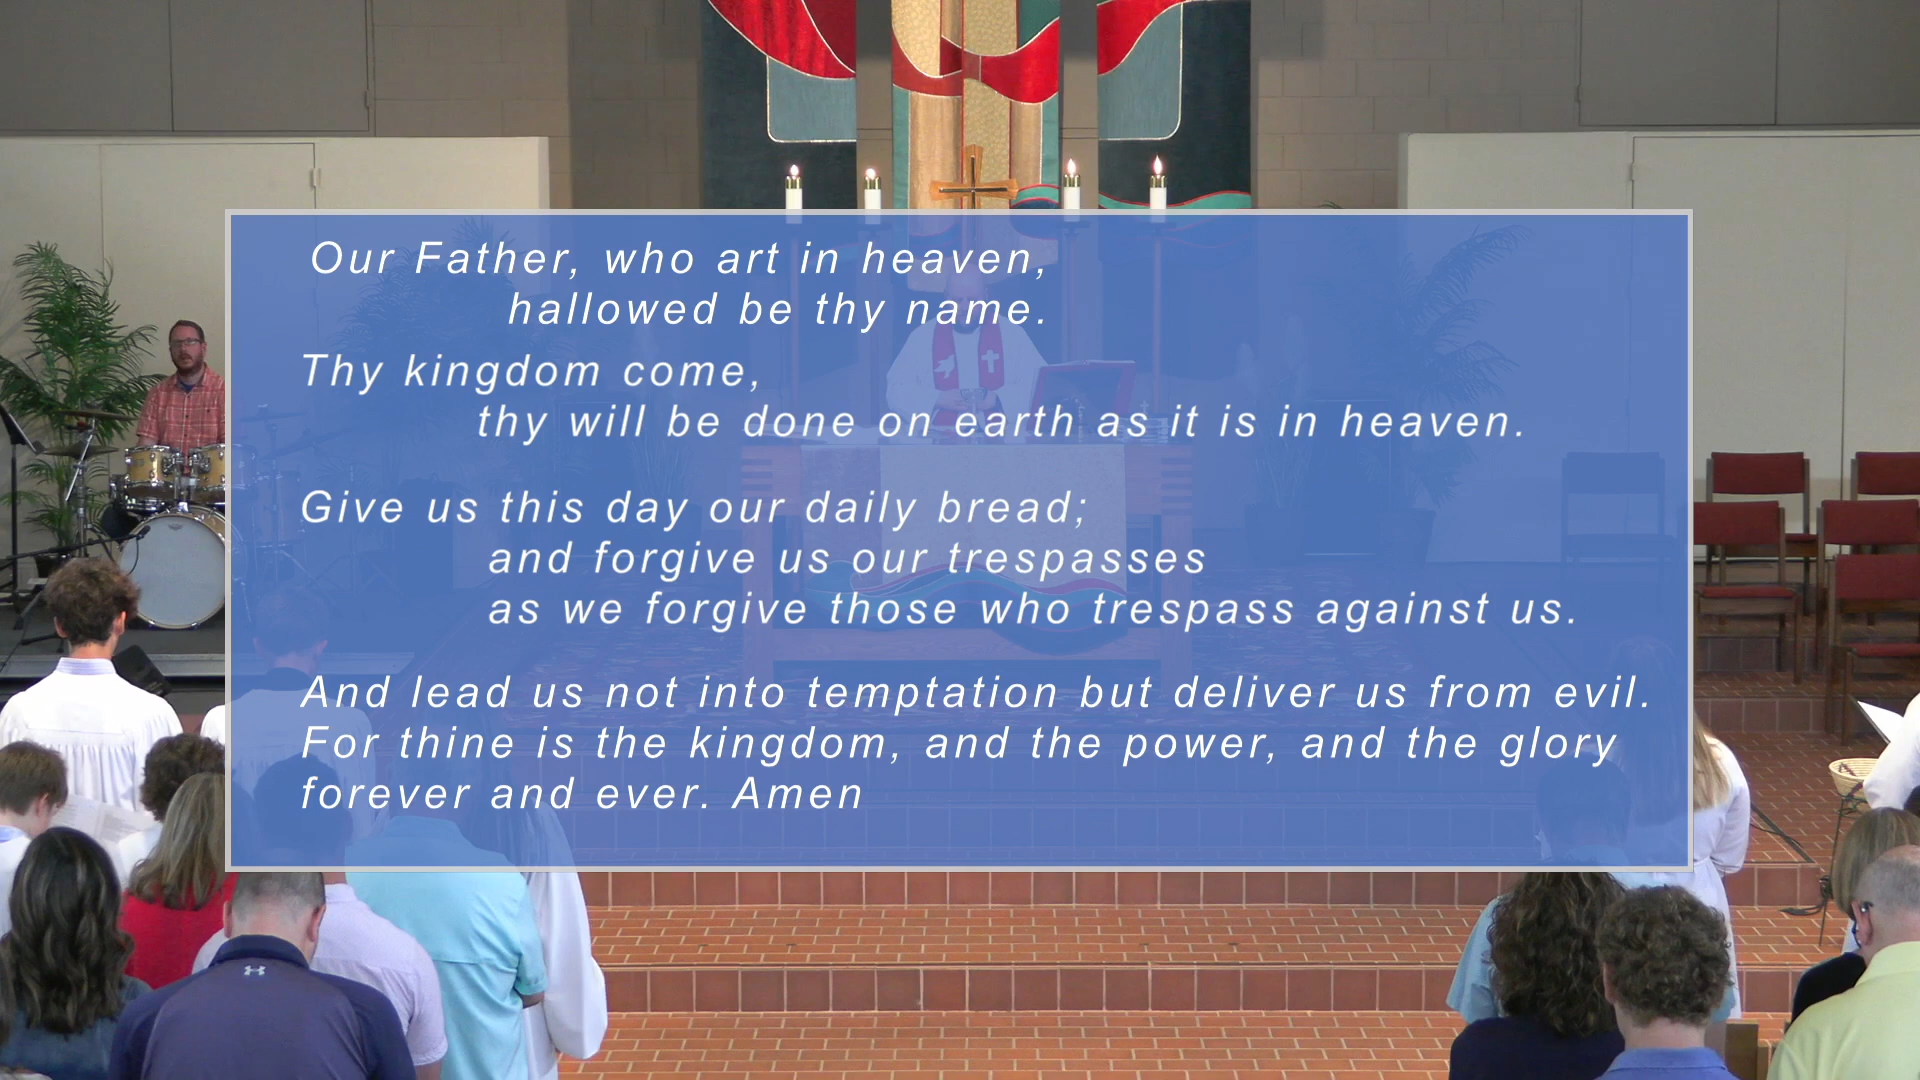 Our Father, who art in heaven,
hallowed be thy name.
Thy kingdom come,
thy will be done on earth as it is in heaven.
Give us this day our daily bread;
and forgive us our trespasses
as we forgive those who trespass against us.
And lead us not into temptation but deliver us from evil.
For thine is the kingdom, and the power, and the glory
forever and ever. Amen